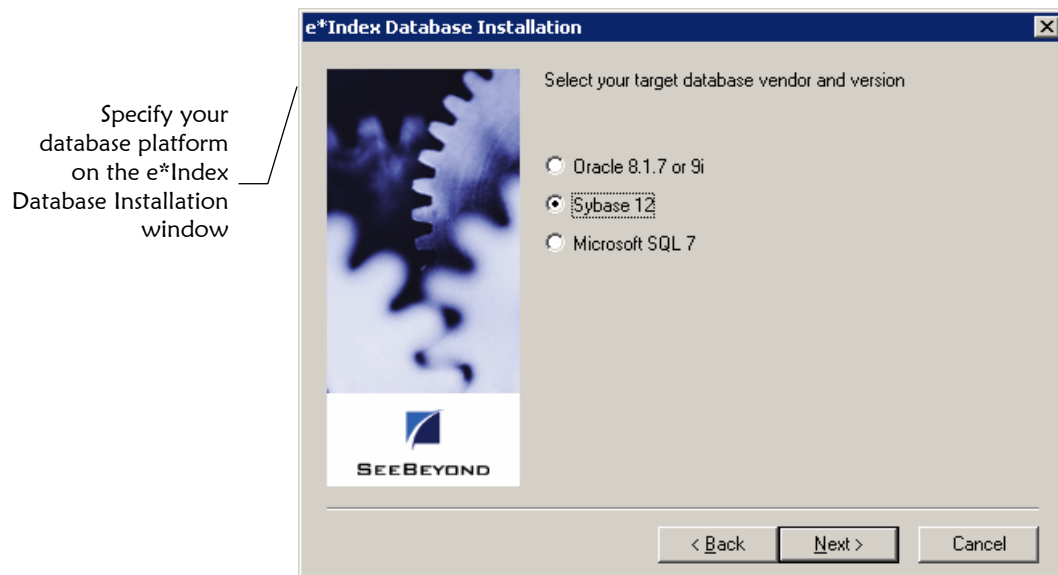 e*Index Database Installation
Specify your
database platform
on the e*Index
Database Installation
window
Select your target database vendor and version
Oracle 8.1.7 or 9i
Sybase 12
Microsoft SQL 7
SEEBEYOND
< Back
Next >
Cancel